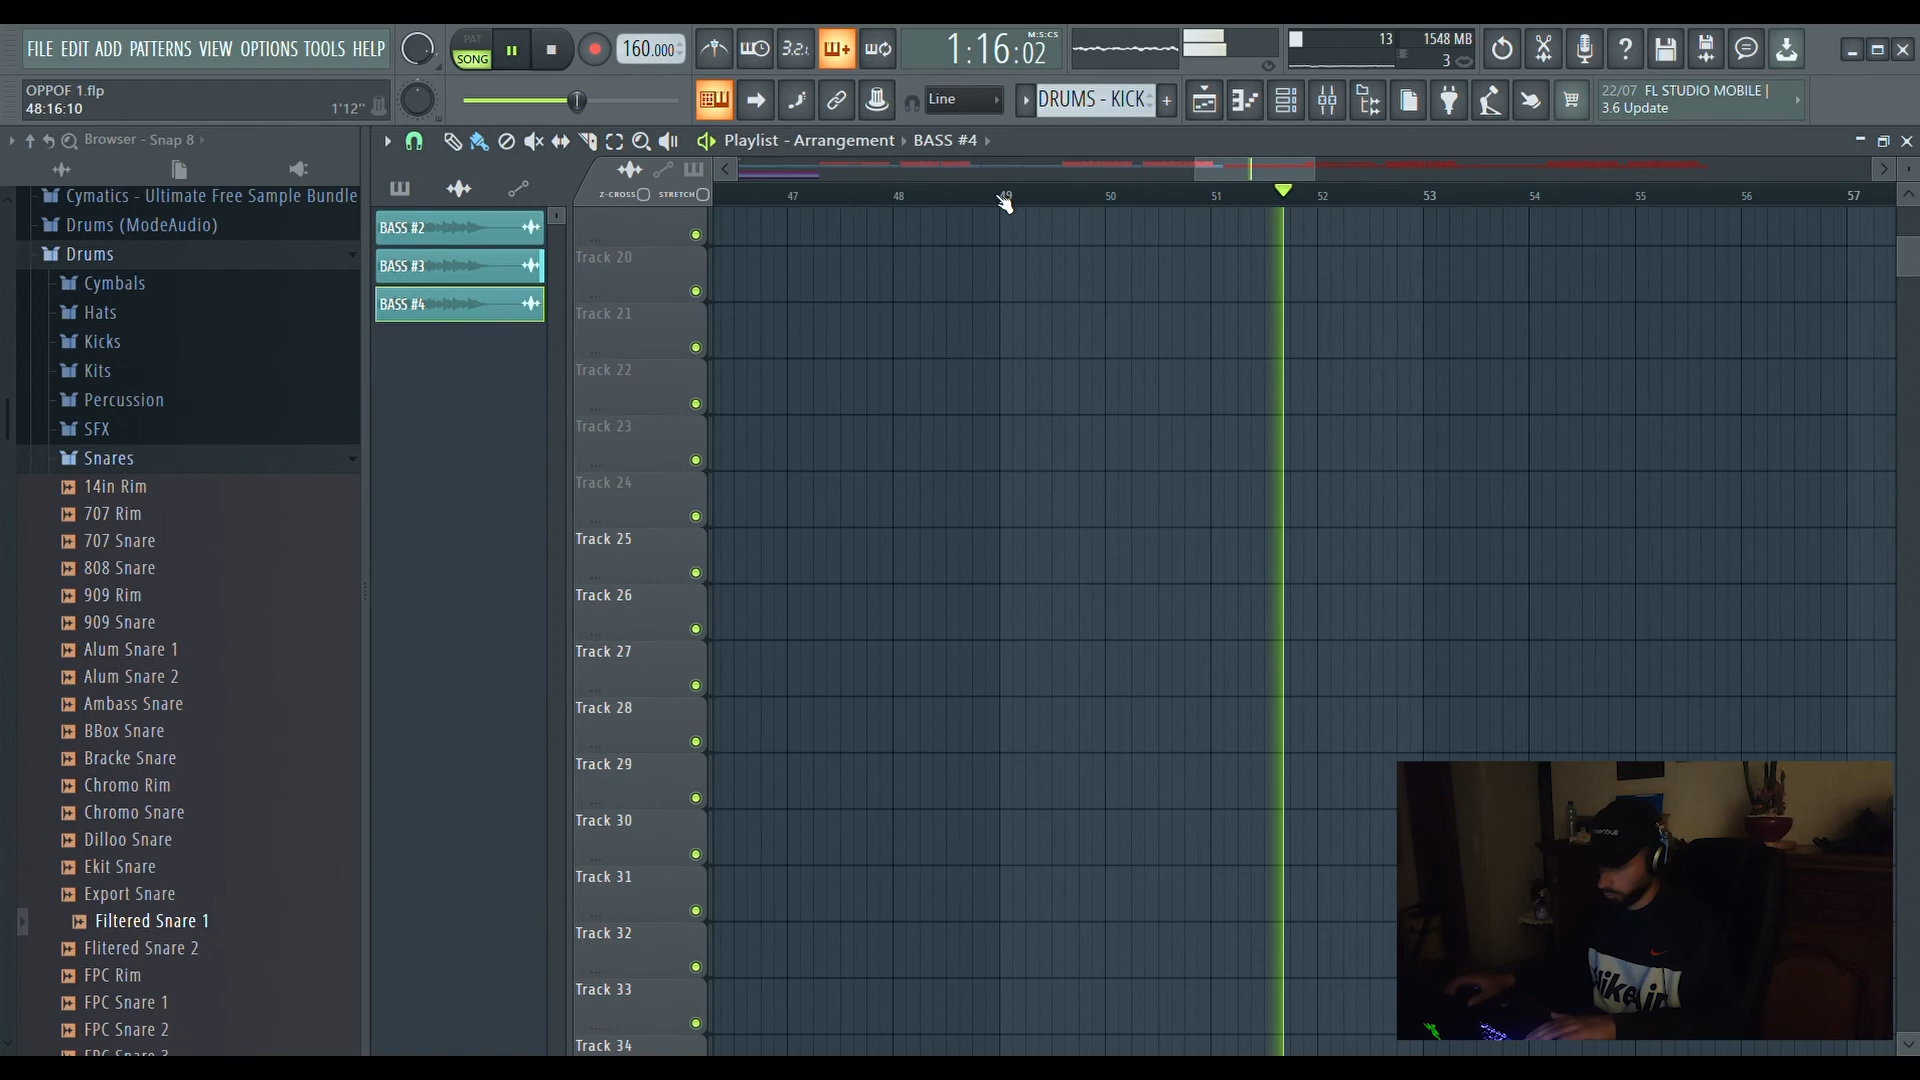 FILE EDIT ADD PATTERNS VIEW OPTIONS TOOLS HELP
PAT
SONG
160.000
3.2
1:16:02
M:S:CS
13
1548 MB
3
OPPOF 1.flp
48:16:10
1'12"
Line
DRUMS - KICK
22/07 FL STUDIO MOBILE |
3.6 Update
Browser - Snap 8
Playlist - Arrangement › BASS #4
Z-CROSS
STRETCH
47
48
49
50
51
52
53
54
55
56
57
Cymatics - Ultimate Free Sample Bundle
Drums (ModeAudio)
Drums
Cymbals
Hats
Kicks
Kits
Percussion
SFX
Snares
14in Rim
707 Rim
707 Snare
808 Snare
909 Rim
909 Snare
Alum Snare 1
Alum Snare 2
Ambass Snare
BBox Snare
Bracke Snare
Chromo Rim
Chromo Snare
Dilloo Snare
Ekit Snare
Export Snare
Filtered Snare 1
Flitered Snare 2
FPC Rim
FPC Snare 1
FPC Snare 2
FPC Snare 3
BASS #2
BASS #3
BASS #4
Track 20
Track 21
Track 22
Track 23
Track 24
Track 25
Track 26
Track 27
Track 28
Track 29
Track 30
Track 31
Track 32
Track 33
Track 34